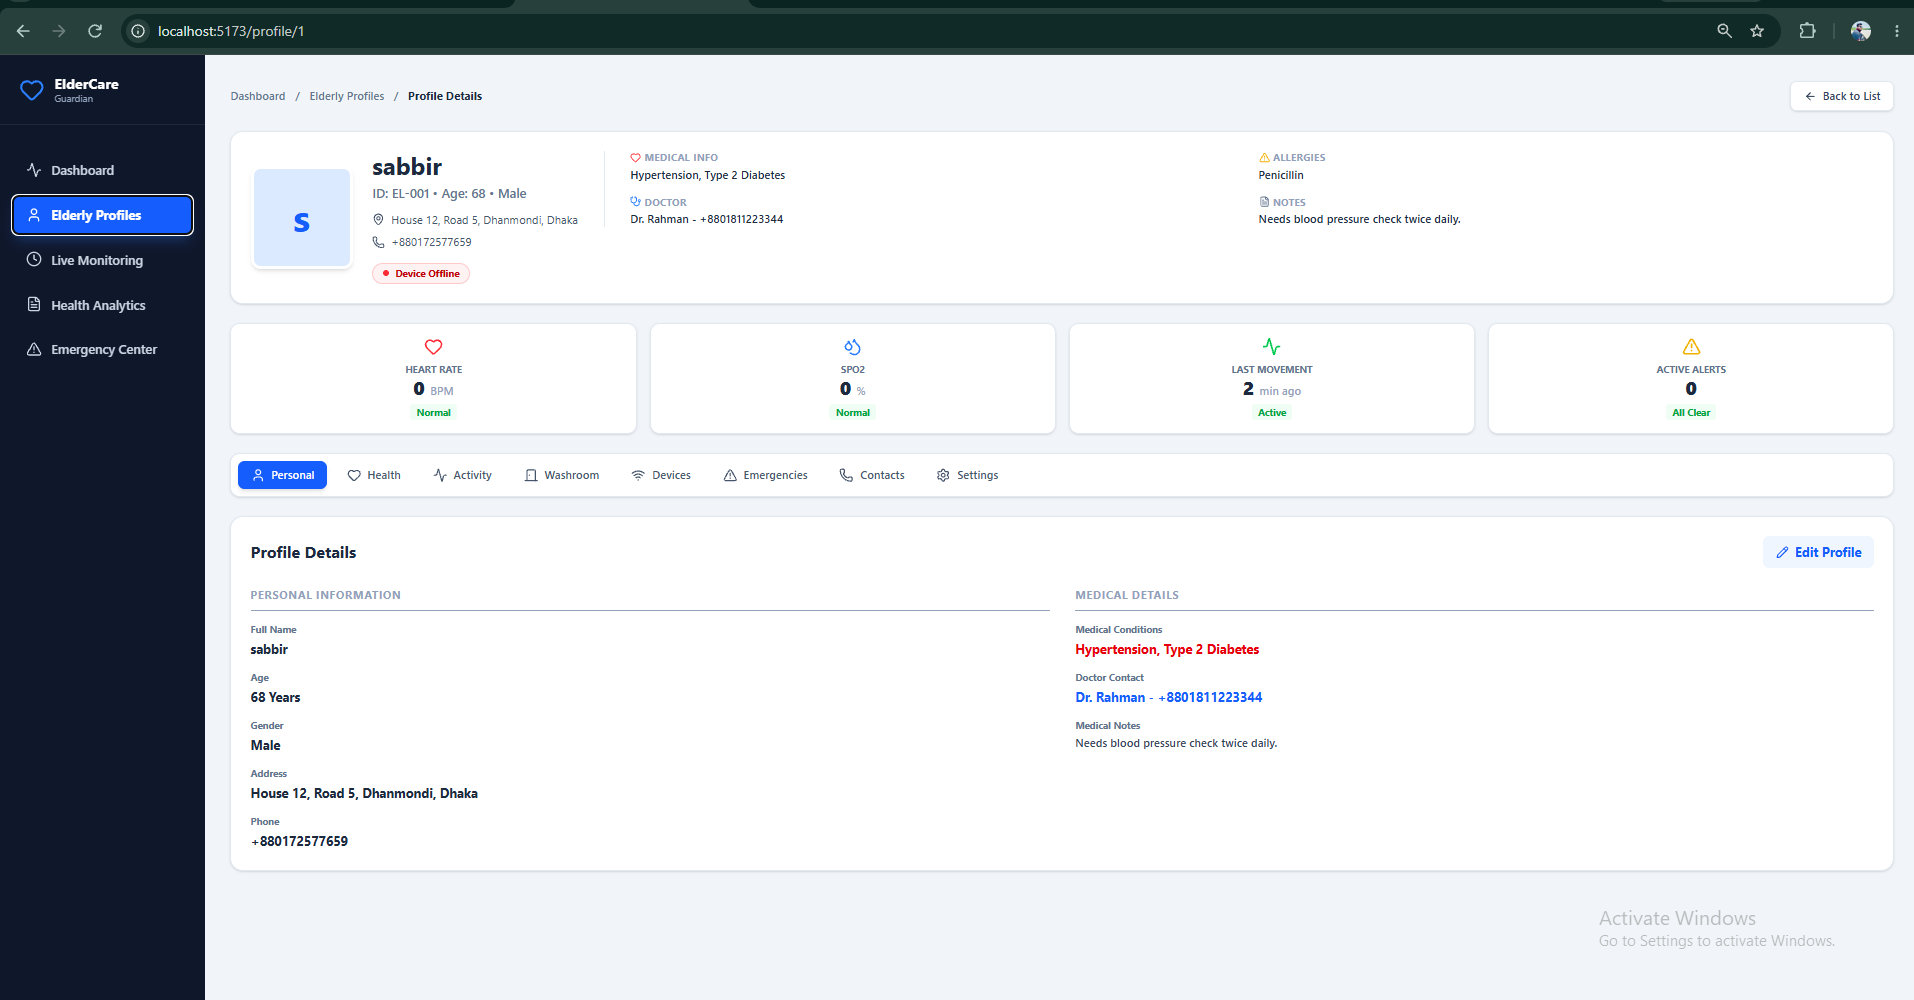 localhost:5173/profile/1
ElderCare
Guardian
Dashboard
Elderly Profiles
Live Monitoring
Health Analytics
Emergency Center
Dashboard / Elderly Profiles / Profile Details
Back to List
S
sabbir
ID: EL-001 • Age: 68 • Male
House 12, Road 5, Dhanmondi, Dhaka
+880172577659
Device Offline
MEDICAL INFO
Hypertension, Type 2 Diabetes
DOCTOR
Dr. Rahman - +8801811223344
ALLERGIES
Penicillin
NOTES
Needs blood pressure check twice daily.
HEART RATE
0 BPM
Normal
SPO2
0 %
Normal
LAST MOVEMENT
2 min ago
Active
ACTIVE ALERTS
0
All Clear
Personal Health Activity Washroom Devices Emergencies Contacts Settings
Profile Details
Edit Profile
PERSONAL INFORMATION
Full Name
sabbir
Age
68 Years
Gender
Male
Address
House 12, Road 5, Dhanmondi, Dhaka
Phone
+880172577659
MEDICAL DETAILS
Medical Conditions
Hypertension, Type 2 Diabetes
Doctor Contact
Dr. Rahman - +8801811223344
Medical Notes
Needs blood pressure check twice daily.
Activate Windows
Go to Settings to activate Windows.